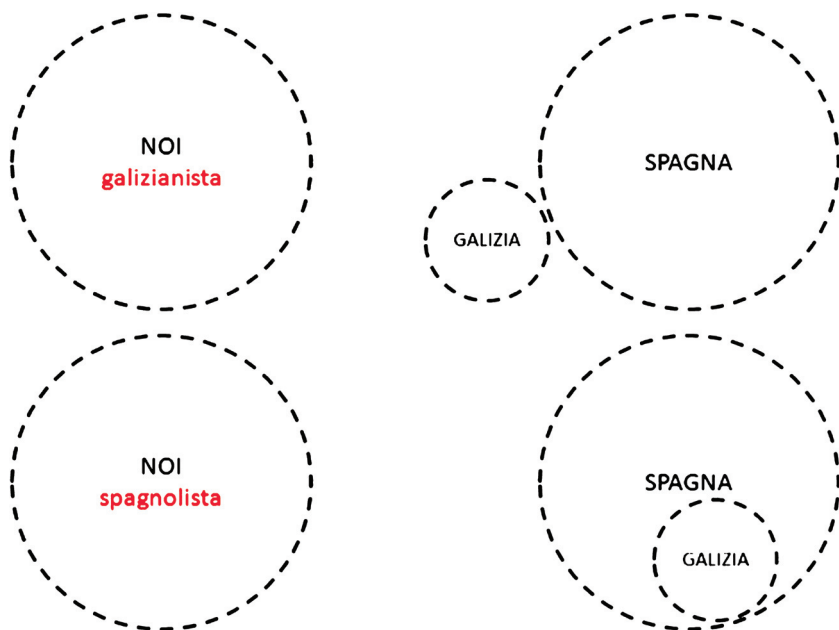 NOI
galizianista
SPAGNA
GALIZIA
NOI
spagnolista
SPAGNA
GALIZIA